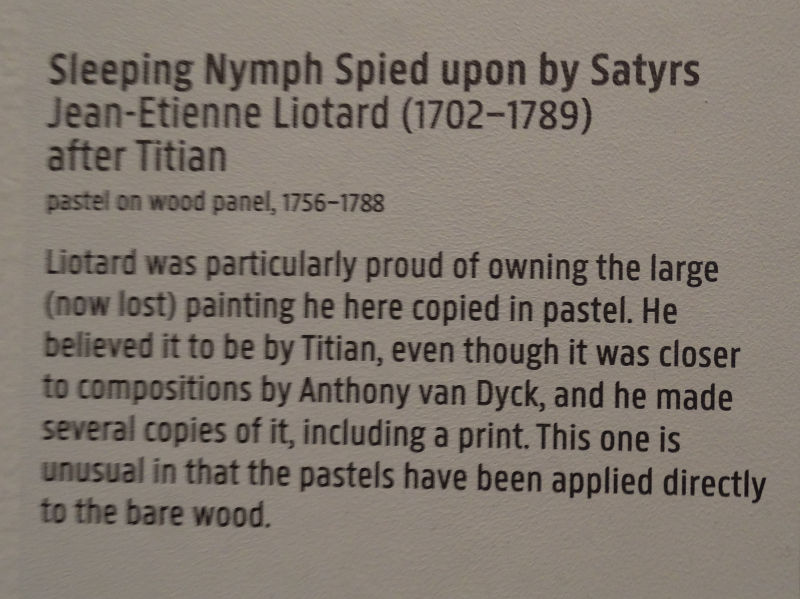 Sleeping Nymph Spied upon by Satyrs
Jean-Etienne Liotard (1702–1789)
after Titian
pastel on wood panel, 1756–1788
Liotard was particularly proud of owning the large
(now lost) painting he here copied in pastel. He
believed it to be by Titian, even though it was closer
to compositions by Anthony van Dyck, and he made
several copies of it, including a print. This one is
unusual in that the pastels have been applied directly
to the bare wood.